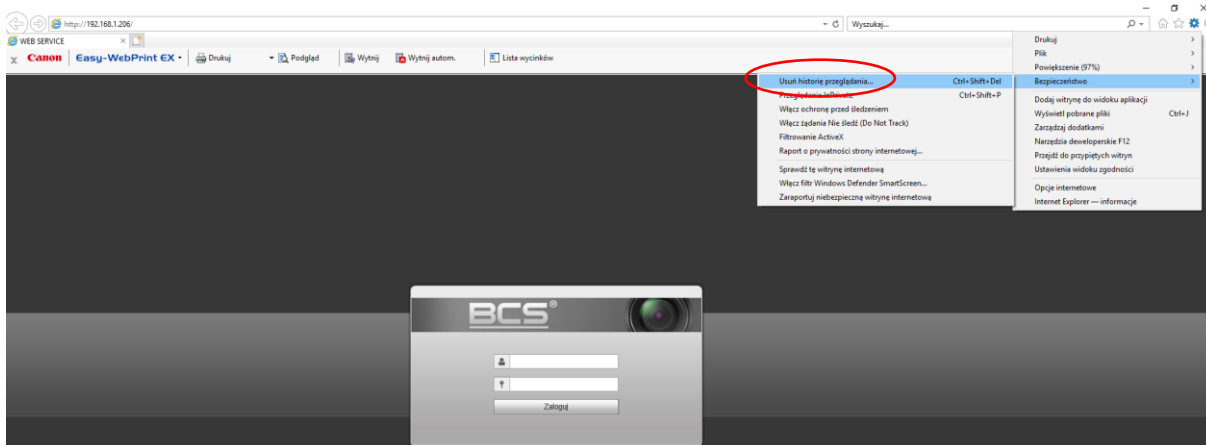 http://192.168.1.206/
Wyszukaj...
WEB SERVICE
x Canon Easy-WebPrint EX Drukuj Podgląd Wytnij Wytnij autom. Lista wycinków
Drukuj
Plik
Powiększenie (97%)
Bezpieczeństwo
Dodaj witrynę do widoku aplikacji
Wyświetl pobrane pliki Ctrl+J
Zarządzaj dodatkami
Narzędzia deweloperskie F12
Przejdź do przypiętych witryn
Ustawienia widoku zgodności
Opcje internetowe
Internet Explorer — informacje
Usuń historię przeglądania... Ctrl+Shift+Del
Przeglądanie InPrivate Ctrl+Shift+P
Włącz ochronę przed śledzeniem
Włącz żądania Nie śledź (Do Not Track)
Filtrowanie ActiveX
Raport o prywatności strony internetowej...
Sprawdź tę witrynę internetową
Włącz filtr Windows Defender SmartScreen...
Zaraportuj niebezpieczną witrynę internetową
BCS®
Zaloguj